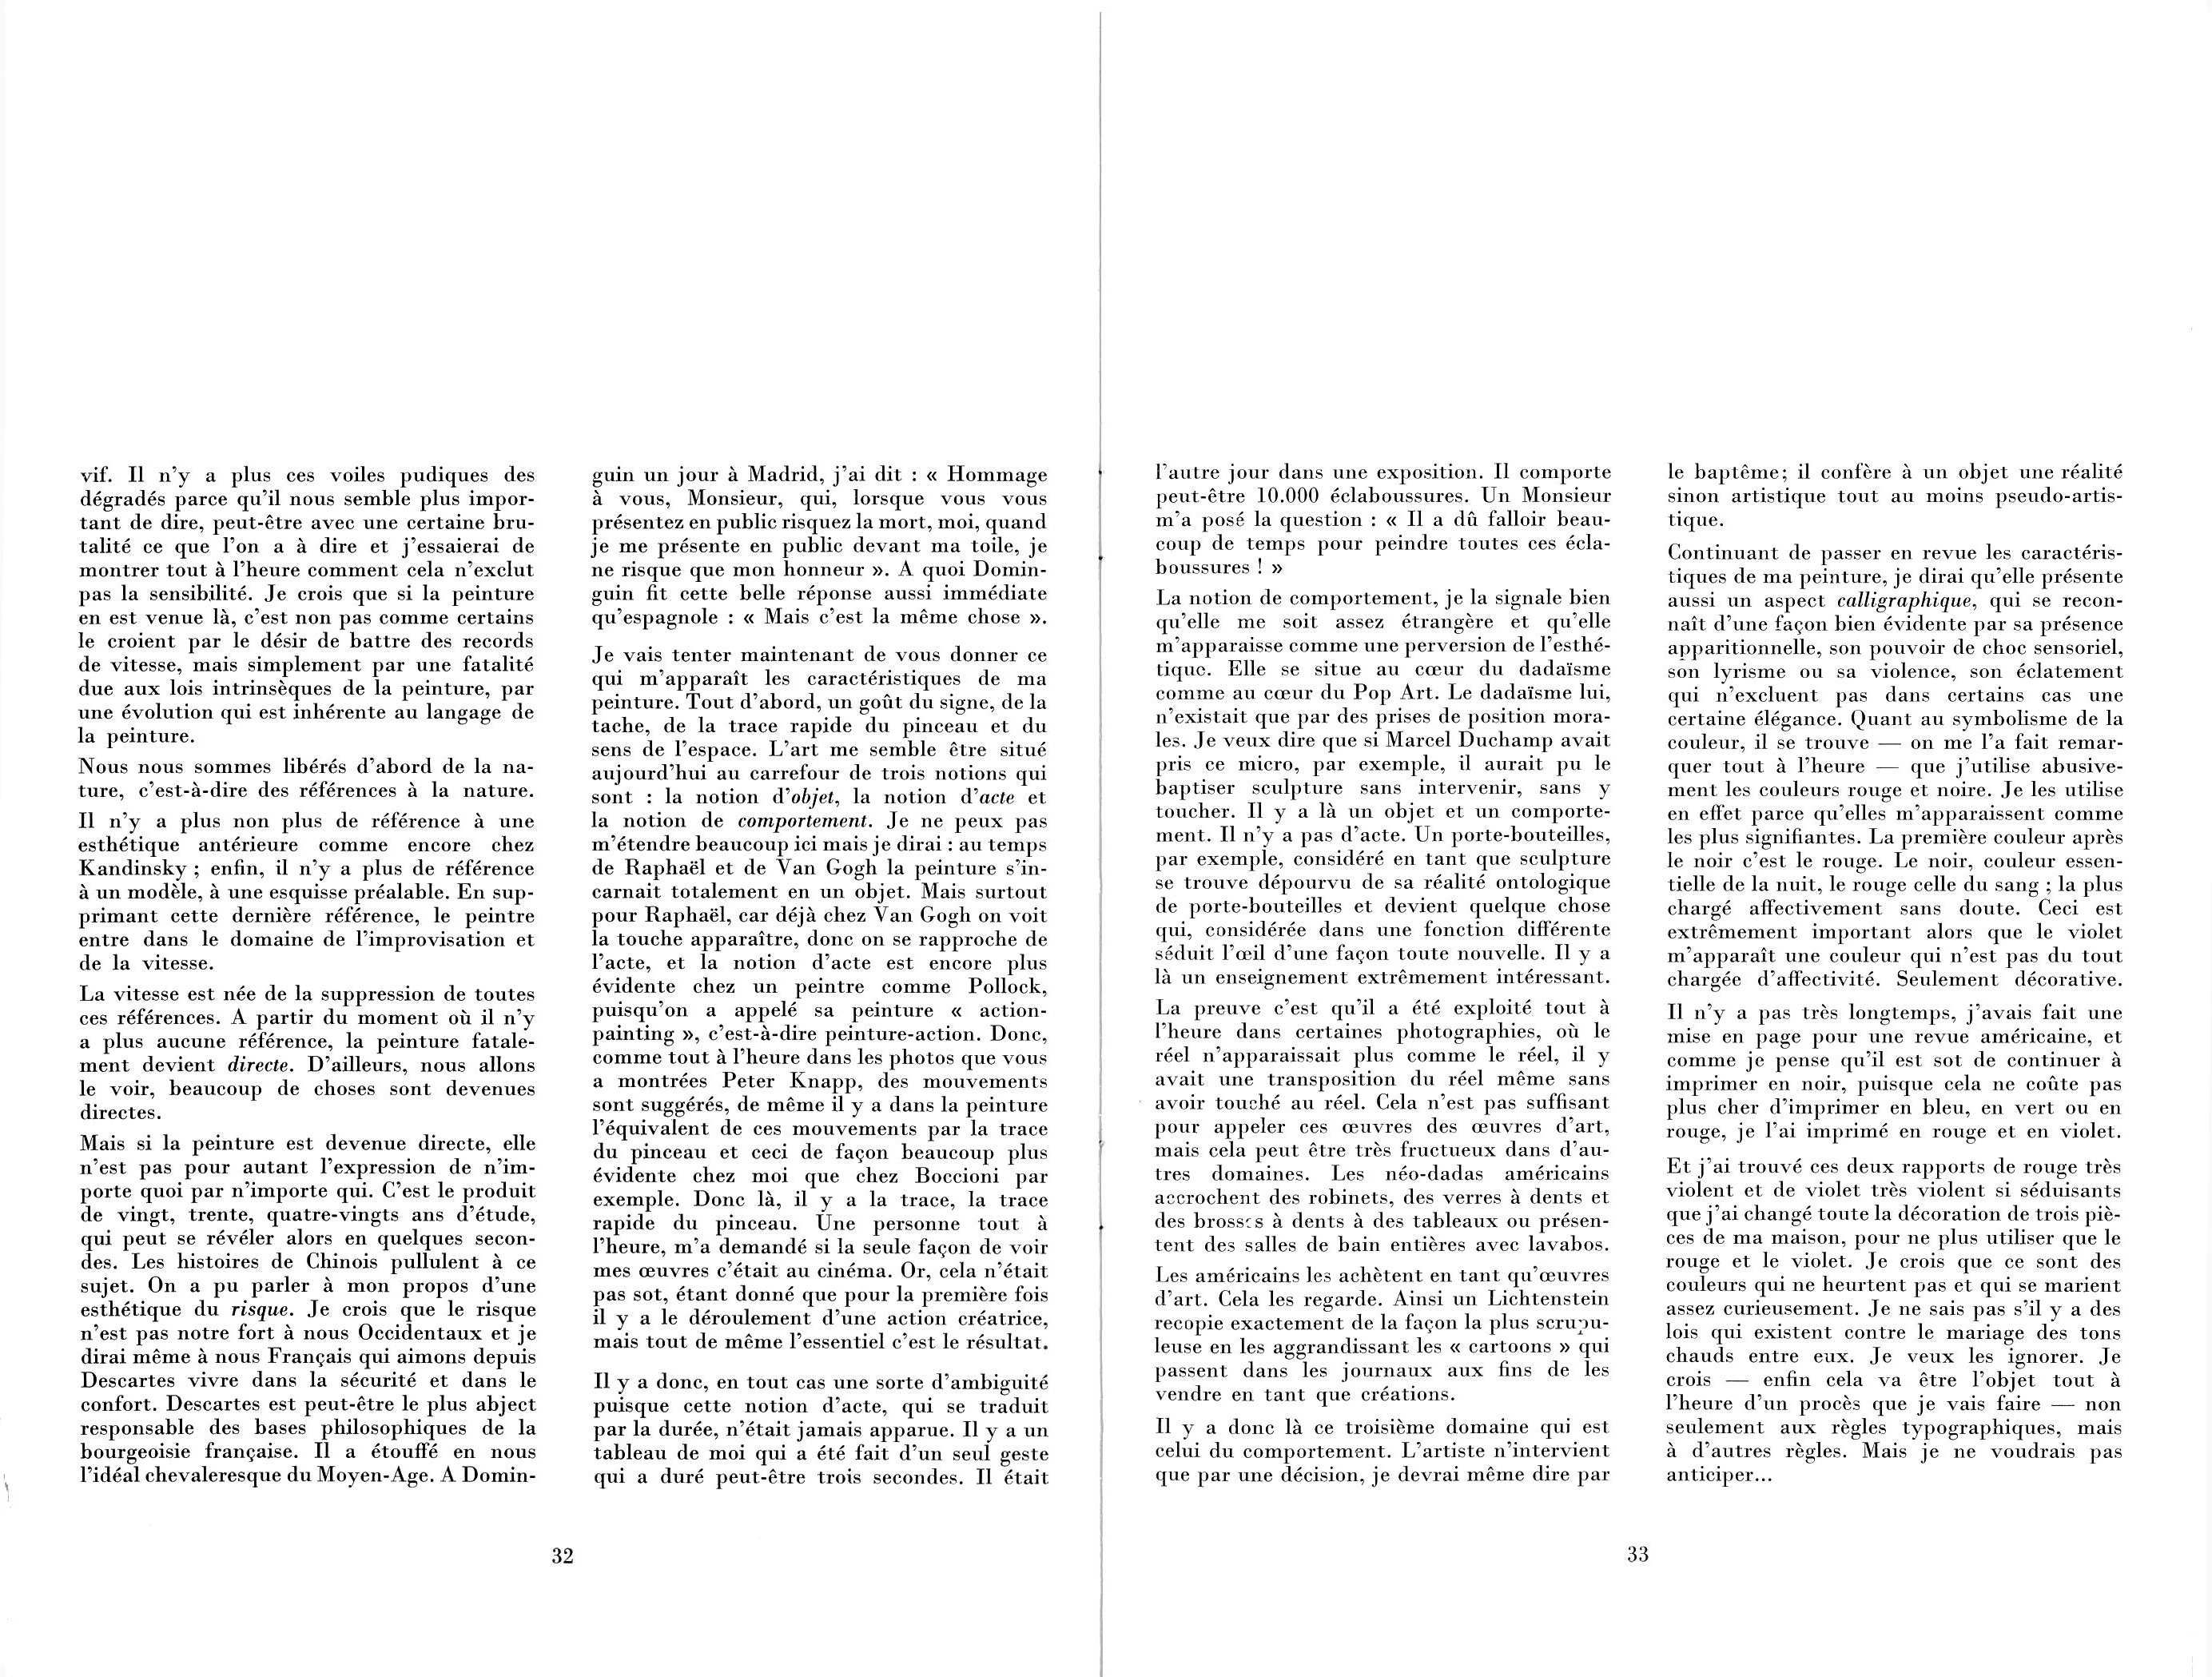 vif. Il n'y a plus ces voiles pudiques des
dégradés parce qu'il nous semble plus impor-
tant de dire, peut-être avec une certaine bru-
talité ce que l'on a à dire et j'essaierai de
montrer tout à l'heure comment cela n'exclut
pas la sensibilité. Je crois que si la peinture
en est venue là, c'est non pas comme certains
le croient par le désir de battre des records
de vitesse, mais simplement par une fatalité
due aux lois intrinsèques de la peinture, par
une évolution qui est inhérente au langage de
la peinture.
Nous nous sommes libérés d'abord de la na-
ture, c'est-à-dire des références à la nature.
Il n'y a plus non plus de référence à une
esthétique antérieure comme encore chez
Kandinsky ; enfin, il n'y a plus de référence
à un modèle, à une esquisse préalable. En sup-
primant cette dernière référence, le peintre
entre dans le domaine de l'improvisation et
de la vitesse.
La vitesse est née de la suppression de toutes
ces références. A partir du moment où il n'y
a plus aucune référence, la peinture fatale-
ment devient directe. D'ailleurs, nous allons
le voir, beaucoup de choses sont devenues
directes.
Mais si la peinture est devenue directe, elle
n'est pas pour autant l'expression de n'im-
porte quoi par n'importe qui. C'est le produit
de vingt, trente, quatre-vingts ans d'étude,
qui peut se révéler alors en quelques secon-
des. Les histoires de Chinois pullulent à ce
sujet. On a pu parler à mon propos d'une
esthétique du risque. Je crois que le risque
n'est pas notre fort à nous Occidentaux et je
dirai même à nous Français qui aimons depuis
Descartes vivre dans la sécurité et dans le
confort. Descartes est peut-être le plus abject
responsable des bases philosophiques de la
bourgeoisie française. Il a étouffé en nous
l'idéal chevaleresque du Moyen-Age. A Domin-
guin un jour à Madrid, j'ai dit : « Hommage
à vous, Monsieur, qui, lorsque vous vous
présentez en public risquez la mort, moi, quand
je me présente en public devant ma toile, je
ne risque que mon honneur ». A quoi Domin-
guin fit cette belle réponse aussi immédiate
qu'espagnole : « Mais c'est la même chose ».
Je vais tenter maintenant de vous donner ce
qui m'apparaît les caractéristiques de ma
peinture. Tout d'abord, un goût du signe, de la
tache, de la trace rapide du pinceau et du
sens de l'espace. L'art me semble être situé
aujourd'hui au carrefour de trois notions qui
sont : la notion d'objet, la notion d'acte et
la notion de comportement. Je ne peux pas
m'étendre beaucoup ici mais je dirai : au temps
de Raphaël et de Van Gogh la peinture s'in-
carnait totalement en un objet. Mais surtout
pour Raphaël, car déjà chez Van Gogh on voit
la touche apparaître, donc on se rapproche de
l'acte, et la notion d'acte est encore plus
évidente chez un peintre comme Pollock,
puisqu'on a appelé sa peinture « action-
painting », c'est-à-dire peinture-action. Donc,
comme tout à l'heure dans les photos que vous
a montrées Peter Knapp, des mouvements
sont suggérés, de même il y a dans la peinture
l'équivalent de ces mouvements par la trace
du pinceau et ceci de façon beaucoup plus
évidente chez moi que chez Boccioni par
exemple. Donc là, il y a la trace, la trace
rapide du pinceau. Une personne tout à
l'heure, m'a demandé si la seule façon de voir
mes œuvres c'était au cinéma. Or, cela n'était
pas sot, étant donné que pour la première fois
il y a le déroulement d'une action créatrice,
mais tout de même l'essentiel c'est le résultat.
Il y a donc, en tout cas une sorte d'ambiguité
puisque cette notion d'acte, qui se traduit
par la durée, n'était jamais apparue. Il y a un
tableau de moi qui a été fait d'un seul geste
qui a duré peut-être trois secondes. Il était
32
l'autre jour dans une exposition. Il comporte
peut-être 10.000 éclaboussures. Un Monsieur
m'a posé la question : « Il a dû falloir beau-
coup de temps pour peindre toutes ces écla-
boussures ! »
La notion de comportement, je la signale bien
qu'elle me soit assez étrangère et qu'elle
m'apparaisse comme une perversion de l'esthé-
tique. Elle se situe au cœur du dadaïsme
comme au cœur du Pop Art. Le dadaïsme lui,
n'existait que par des prises de position mora-
les. Je veux dire que si Marcel Duchamp avait
pris ce micro, par exemple, il aurait pu le
baptiser sculpture sans intervenir, sans y
toucher. Il y a là un objet et un comporte-
ment. Il n'y a pas d'acte. Un porte-bouteilles,
par exemple, considéré en tant que sculpture
se trouve dépourvu de sa réalité ontologique
de porte-bouteilles et devient quelque chose
qui, considérée dans une fonction différente
séduit l'œil d'une façon toute nouvelle. Il y a
là un enseignement extrêmement intéressant.
La preuve c'est qu'il a été exploité tout à
l'heure dans certaines photographies, où le
réel n'apparaissait plus comme le réel, il y
avait une transposition du réel même sans
avoir touché au réel. Cela n'est pas suffisant
pour appeler ces œuvres des œuvres d'art,
mais cela peut être très fructueux dans d'au-
tres domaines. Les néo-dadas américains
accrochent des robinets, des verres à dents et
des brosses à dents à des tableaux ou présen-
tent des salles de bain entières avec lavabos.
Les américains les achètent en tant qu'œuvres
d'art. Cela les regarde. Ainsi un Lichtenstein
recopie exactement de la façon la plus scrupu-
leuse en les aggrandissant les « cartoons » qui
passent dans les journaux aux fins de les
vendre en tant que créations.
Il y a donc là ce troisième domaine qui est
celui du comportement. L'artiste n'intervient
que par une décision, je devrai même dire par
le baptême; il confère à un objet une réalité
sinon artistique tout au moins pseudo-artis-
tique.
Continuant de passer en revue les caractéris-
tiques de ma peinture, je dirai qu'elle présente
aussi un aspect calligraphique, qui se recon-
naît d'une façon bien évidente par sa présence
apparitionnelle, son pouvoir de choc sensoriel,
son lyrisme ou sa violence, son éclatement
qui n'excluent pas dans certains cas une
certaine élégance. Quant au symbolisme de la
couleur, il se trouve — on me l'a fait remar-
quer tout à l'heure — que j'utilise abusive-
ment les couleurs rouge et noire. Je les utilise
en effet parce qu'elles m'apparaissent comme
les plus signifiantes. La première couleur après
le noir c'est le rouge. Le noir, couleur essen-
tielle de la nuit, le rouge celle du sang ; la plus
chargé affectivement sans doute. Ceci est
extrêmement important alors que le violet
m'apparaît une couleur qui n'est pas du tout
chargée d'affectivité. Seulement décorative.
Il n'y a pas très longtemps, j'avais fait une
mise en page pour une revue américaine, et
comme je pense qu'il est sot de continuer à
imprimer en noir, puisque cela ne coûte pas
plus cher d'imprimer en bleu, en vert ou en
rouge, je l'ai imprimé en rouge et en violet.
Et j'ai trouvé ces deux rapports de rouge très
violent et de violet très violent si séduisants
que j'ai changé toute la décoration de trois piè-
ces de ma maison, pour ne plus utiliser que le
rouge et le violet. Je crois que ce sont des
couleurs qui ne heurtent pas et qui se marient
assez curieusement. Je ne sais pas s'il y a des
lois qui existent contre le mariage des tons
chauds entre eux. Je veux les ignorer. Je
crois — enfin cela va être l'objet tout à
l'heure d'un procès que je vais faire — non
seulement aux règles typographiques, mais
à d'autres règles. Mais je ne voudrais pas
anticiper...
33